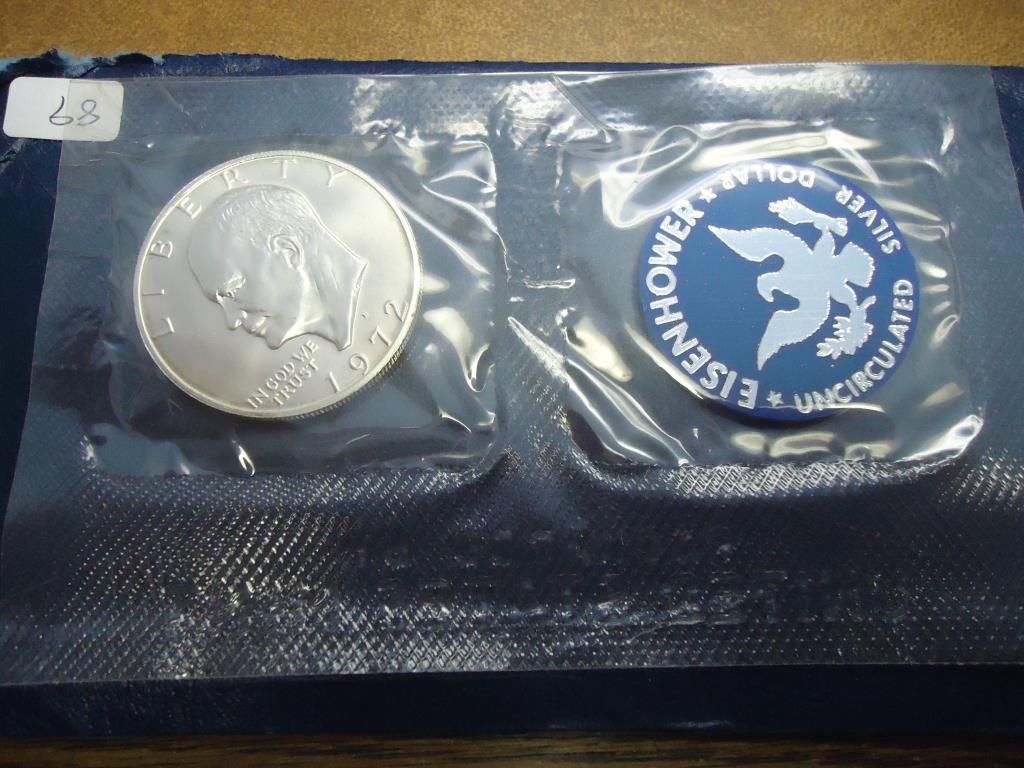 68
LIBERTY
IN GOD WE
TRUST
1972
EISENHOWER ★ SILVER DOLLAR ★ UNCIRCULATED